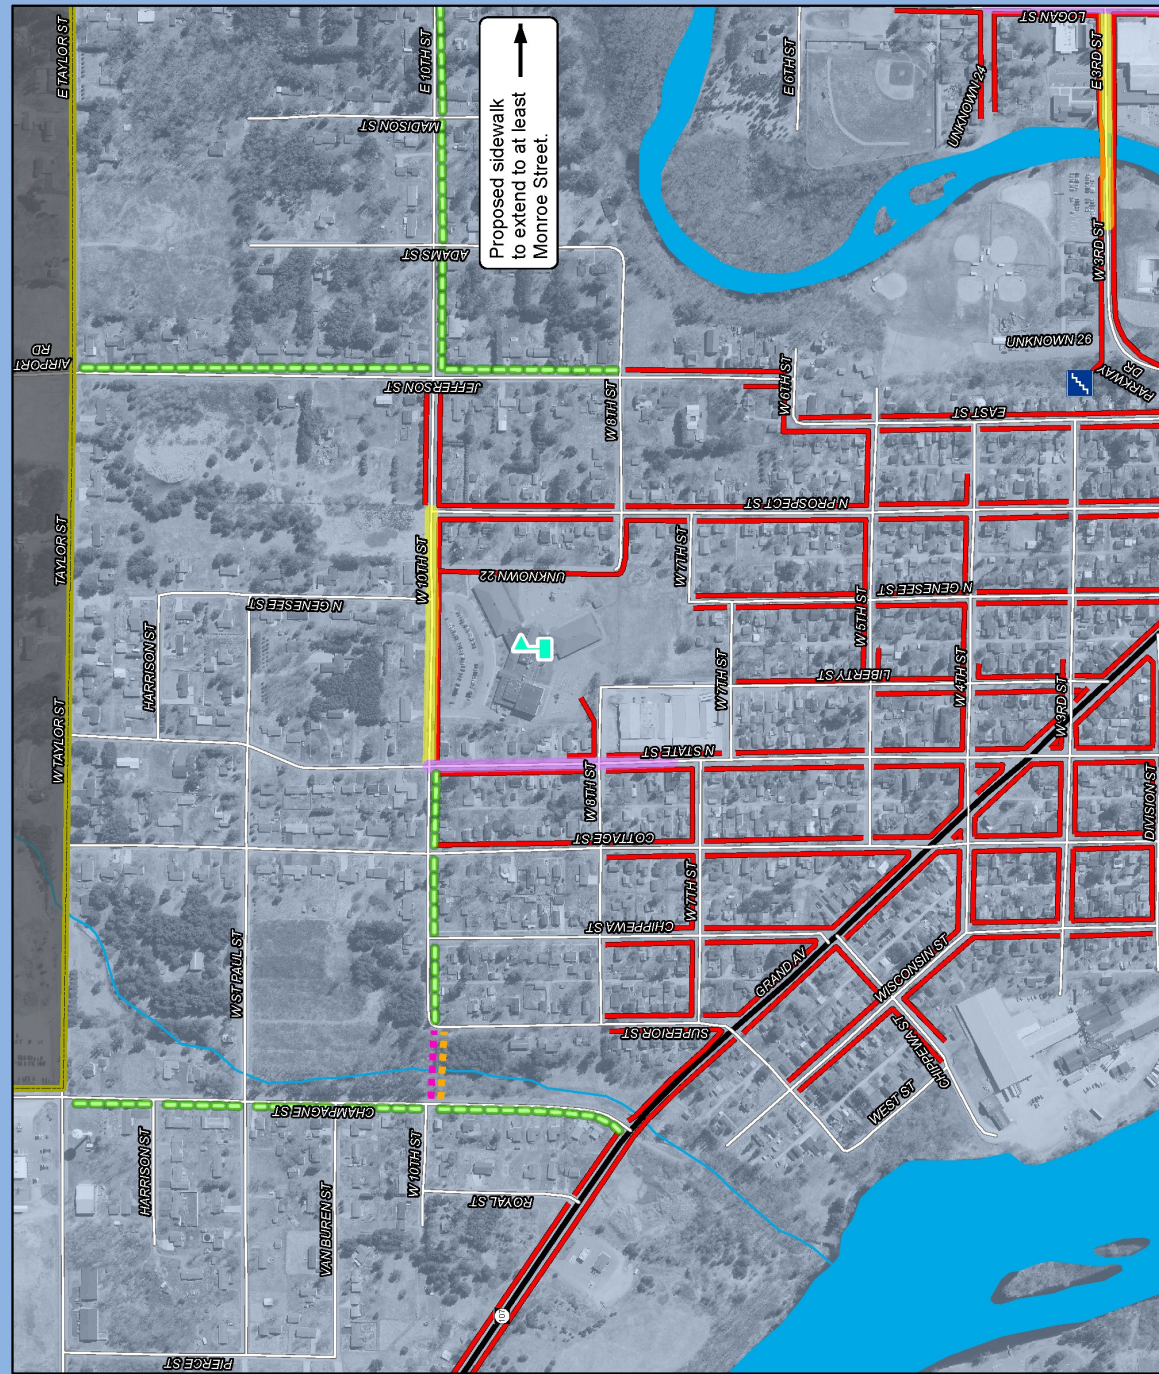 E TAYLOR ST
E 10TH ST
MADISON ST
Proposed sidewalk
to extend to at least
Monroe Street.
E 6TH ST
LOGAN ST
UNKNOWN 24
E 3RD ST
ADAMS ST
W 3RD ST
AIRPORT
RD
JEFFERSON ST
W 8TH ST
W 6TH ST
UNKNOWN 26
PARKWAY
DR
EAST ST
TAYLOR ST
N PROSPECT ST
W 10TH ST
UNKNOWN 22
W 7TH ST
N GENESEE ST
N GENESEE ST
W 5TH ST
HARRISON ST
W 7TH ST
LIBERTY ST
W 4TH ST
W 3RD ST
W TAYLOR ST
N STATE ST
W 8TH ST
DIVISION ST
COTTAGE ST
W 7TH ST
CHIPPEWA ST
W ST PAUL ST
GRAND AV
WISCONSIN ST
SUPERIOR ST
CHIPPEWA ST
WEST ST
CHAMPAGNE ST
HARRISON ST
W 10TH ST
ROYAL ST
VAN BUREN ST
107
PIERCE ST